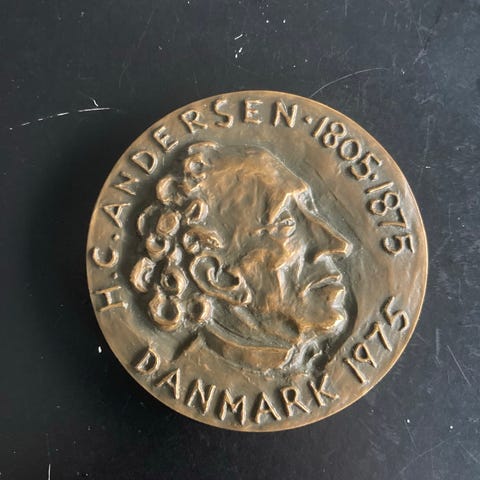 H.C. ANDERSEN · 1805 · 1875
DANMARK 1975